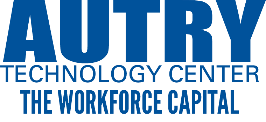 AUTRY
TECHNOLOGY CENTER
THE WORKFORCE CAPITAL